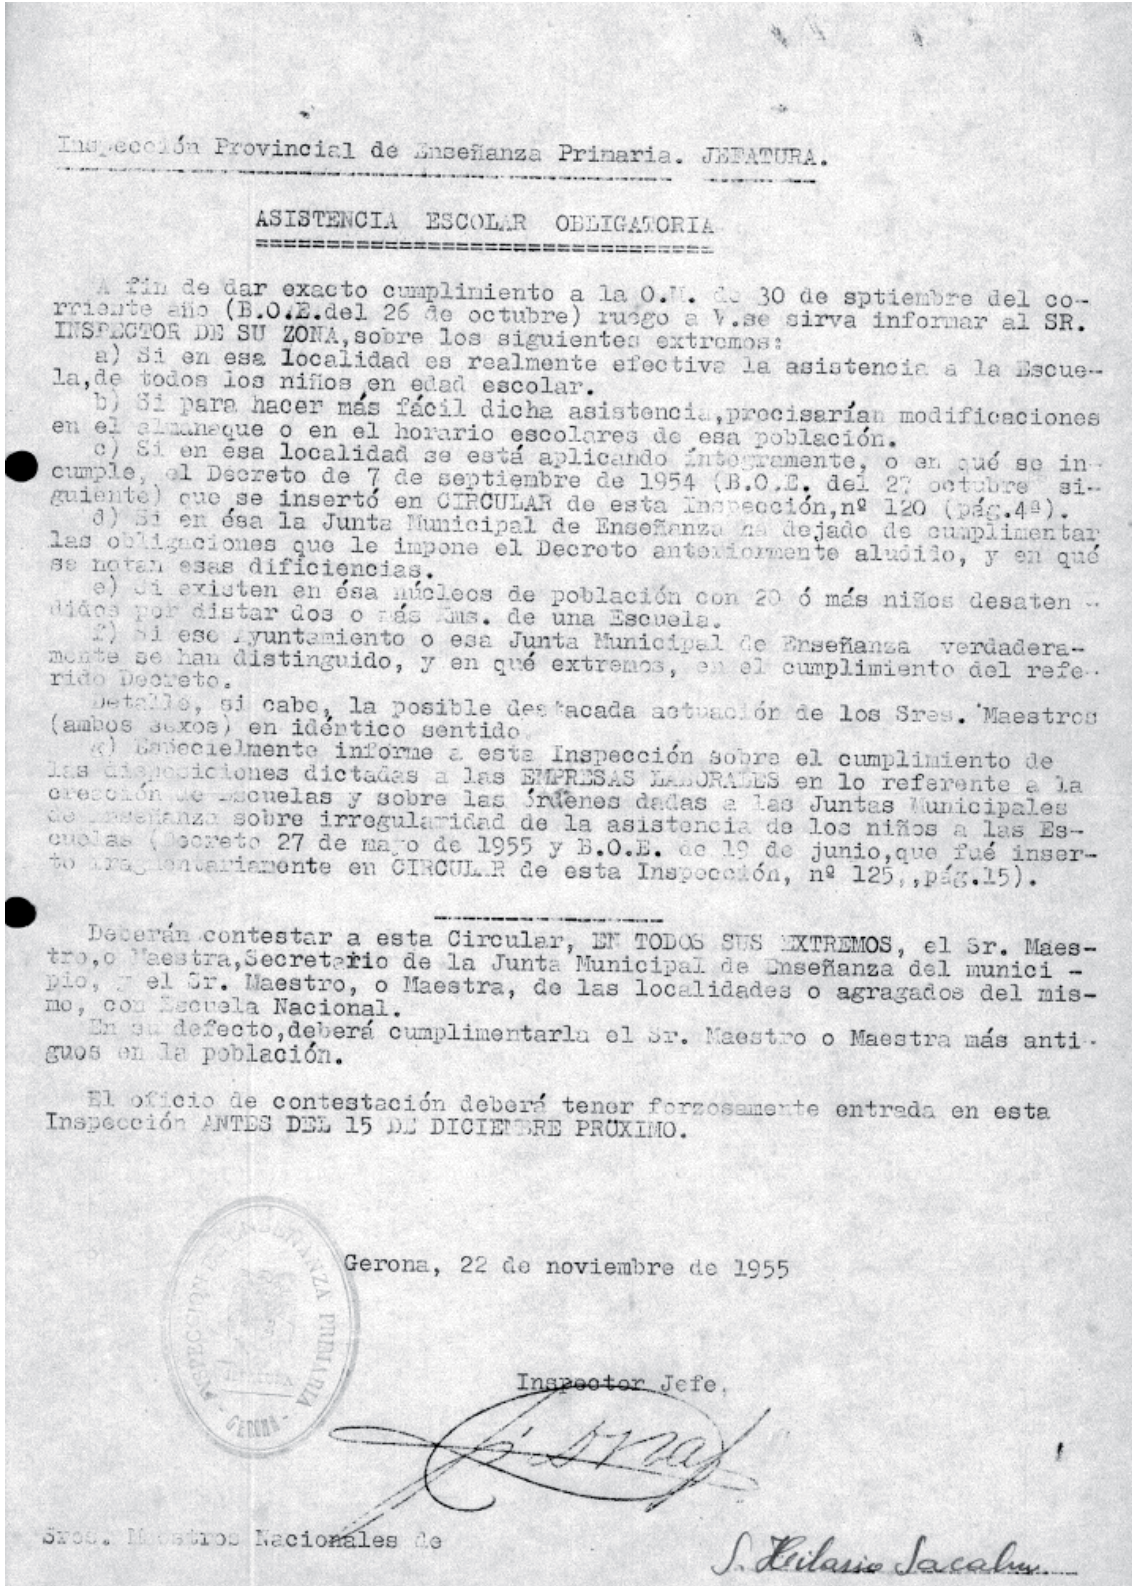 Inspección Provincial de Enseñanza Primaria. JEFATURA.
ASISTENCIA ESCOLAR OBLIGATORIA
A fin de dar exacto cumplimiento a la O.M. de 30 de sptiembre del co-
rriente año (B.O.E.del 26 de octubre) ruego a V.se sirva informar al SR.
INSPECTOR DE SU ZONA,sobre los siguientes extremos:
a) Si en esa localidad es realmente efectiva la asistencia a la Escue-
la,de todos los niños en edad escolar.
b) Si para hacer más fácil dicha asistencia,precisarían modificaciones
en el almanaque o en el horario escolares de esa población.
c) Si en esa localidad se está aplicando íntegramente, o en qué se in-
cumple, el Decreto de 7 de septiembre de 1954 (B.O.E. del 27 octubre si-
guiente) que se insertó en CIRCULAR de esta Inspección,nº 120 (pág.4ª).
d) Si en ésa la Junta Municipal de Enseñanza ha dejado de cumplimentar
las obligaciones que le impone el Decreto anteriormente aludido, y en qué
se notan esas dificiencias.
e) Si existen en ésa núcleos de población con 20 ó más niños desaten -
didos por distar dos o más Kms. de una Escuela.
f) Si ese Ayuntamiento o esa Junta Municipal de Enseñanza verdadera-
mente se han distinguido, y en qué extremos, en el cumplimiento del refe-
rido Decreto.
Detalle, si cabe, la posible destacada actuación de los Sres. Maestros
(ambos sexos) en idéntico sentido.
g) Especielmente informe a esta Inspección sobre el cumplimiento de
las disposiciones dictadas a las EMPRESAS LABORALES en lo referente a la
creación de Escuelas y sobre las órdenes dadas a las Juntas Municipales
de Enseñanza sobre irregularidad de la asistencia de los niños a las Es-
cuelas (Decreto 27 de mayo de 1955 y B.O.E. de 19 de junio,que fué inser-
to fragmentariamente en CIRCULAR de esta Inspección, nº 125,,pág.15).
Deberán contestar a esta Circular, EN TODOS SUS EXTREMOS, el Sr. Maes-
tro,o Maestra,Secretario de la Junta Municipal de Enseñanza del munici -
pio, y el Sr. Maestro, o Maestra, de las localidades o agragados del mis-
mo, con Escuela Nacional.
En su defecto,deberá cumplimentarla el Sr. Maestro o Maestra más anti-
guos en la población.
El oficio de contestación deberá tener forzosamente entrada en esta
Inspección ANTES DEL 15 DE DICIEMBRE PROXIMO.
INSPECCION DE ENSEÑANZA PRIMARIA
JEFATURA
- GERONA -
Gerona, 22 de noviembre de 1955
Inspector Jefe,
Sres. Maestros Nacionales de
S. Hilario Sacalm